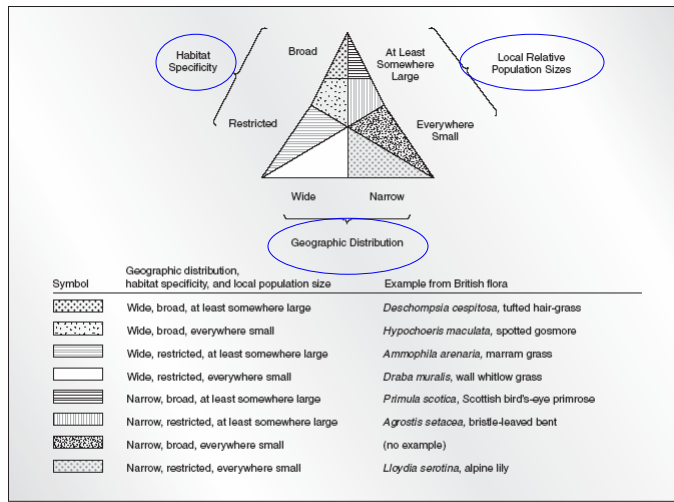 Habitat
Specificity
Broad
At Least
Somewhere
Large
Local Relative
Population Sizes
Restricted
Everywhere
Small
Wide
Narrow
Geographic Distribution
Symbol
Geographic distribution,
habitat specificity, and local population size
Example from British flora
Wide, broad, at least somewhere large
Deschompsia cespitosa, tufted hair-grass
Wide, broad, everywhere small
Hypochoeris maculata, spotted gosmore
Wide, restricted, at least somewhere large
Ammophila arenaria, marram grass
Wide, restricted, everywhere small
Draba muralis, wall whitlow grass
Narrow, broad, at least somewhere large
Primula scotica, Scottish bird's-eye primrose
Narrow, restricted, at least somewhere large
Agrostis setacea, bristle-leaved bent
Narrow, broad, everywhere small
(no example)
Narrow, restricted, everywhere small
Lloydia serotina, alpine lily